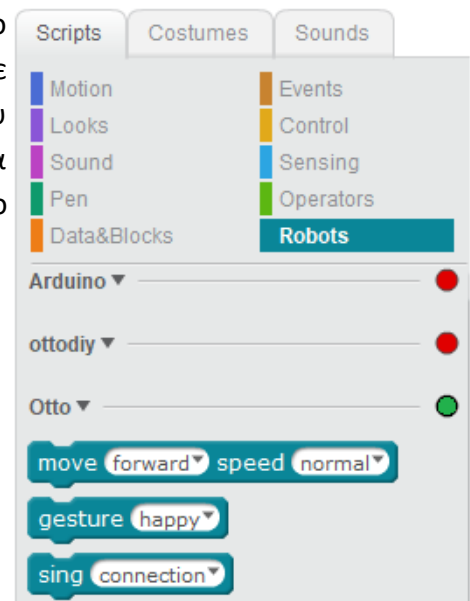 Scripts Costumes Sounds
Motion Events
Looks Control
Sound Sensing
Pen Operators
Data&Blocks Robots
Arduino
ottodiy
Otto
move forward speed normal
gesture happy
sing connection